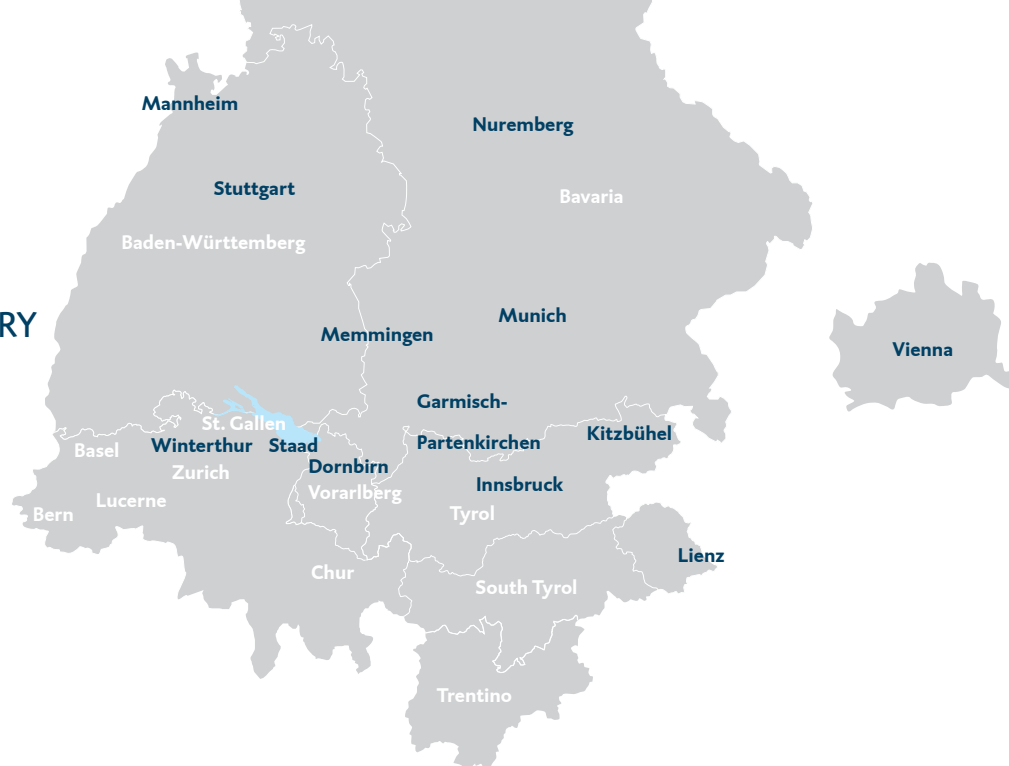 Mannheim
Nuremberg
Stuttgart
Bavaria
Baden-Württemberg
Munich
RY
Memmingen
Vienna
Garmisch-
Partenkirchen
St. Gallen
Kitzbühel
Basel
Winterthur
Staad
Zurich
Dornbirn
Innsbruck
Vorarlberg
Lucerne
Bern
Tyrol
Lienz
Chur
South Tyrol
Trentino